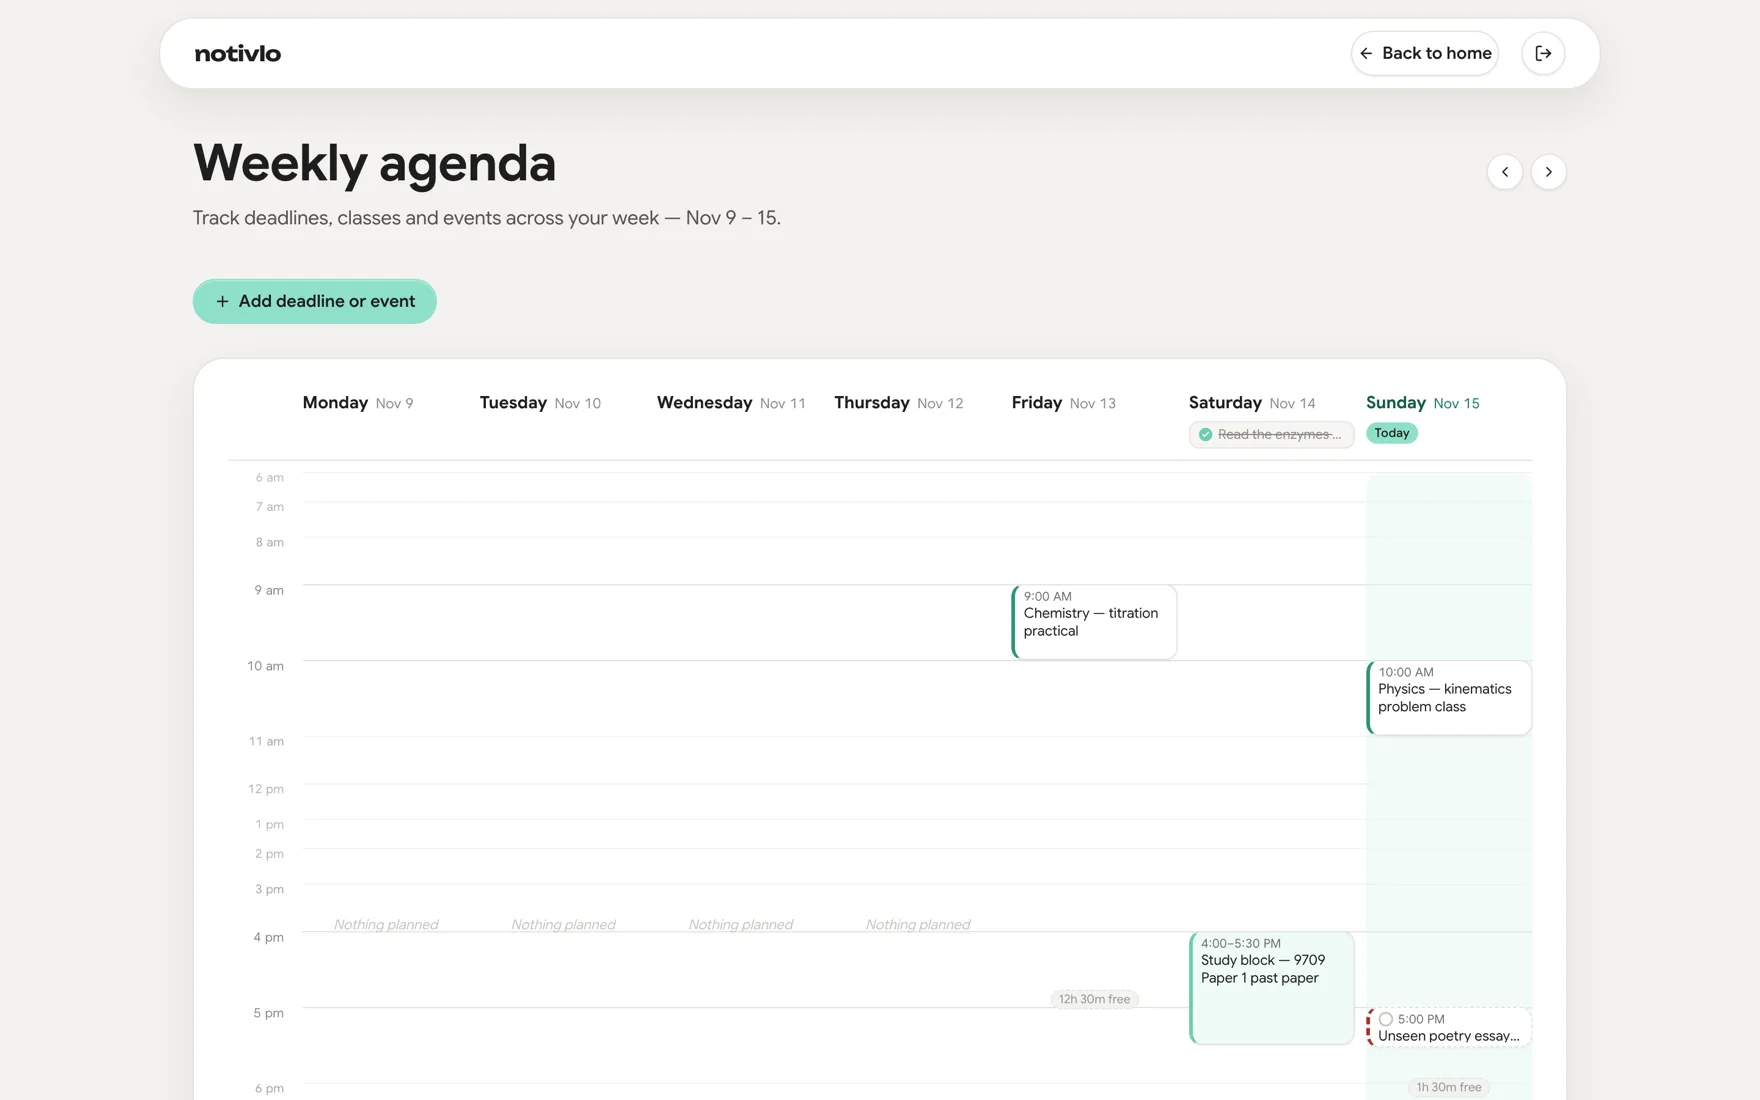 notivlo
← Back to home
Weekly agenda
Track deadlines, classes and events across your week — Nov 9 – 15.
+ Add deadline or event
Monday Nov 9
Tuesday Nov 10
Wednesday Nov 11
Thursday Nov 12
Friday Nov 13
Saturday Nov 14
Sunday Nov 15
Read the enzymes ...
Today
6 am
7 am
8 am
9 am
9:00 AM
Chemistry — titration
practical
10 am
10:00 AM
Physics — kinematics
problem class
11 am
12 pm
1 pm
2 pm
3 pm
Nothing planned
Nothing planned
Nothing planned
Nothing planned
4 pm
4:00–5:30 PM
Study block — 9709
Paper 1 past paper
12h 30m free
5 pm
5:00 PM
Unseen poetry essay...
6 pm
1h 30m free